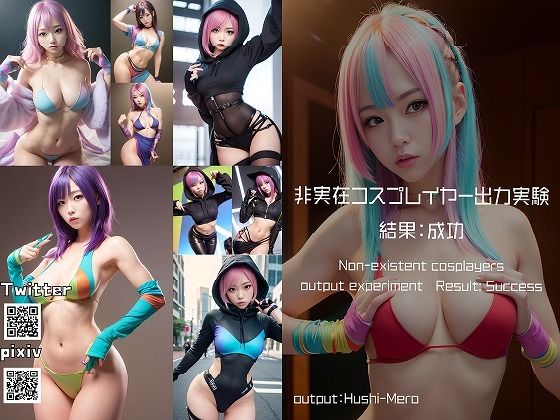 Twitter
pixiv
非実在コスプレイヤー出力実験
結果：成功
Non-existent cosplayers
output experiment Result: Success
output:Hushi-Mero